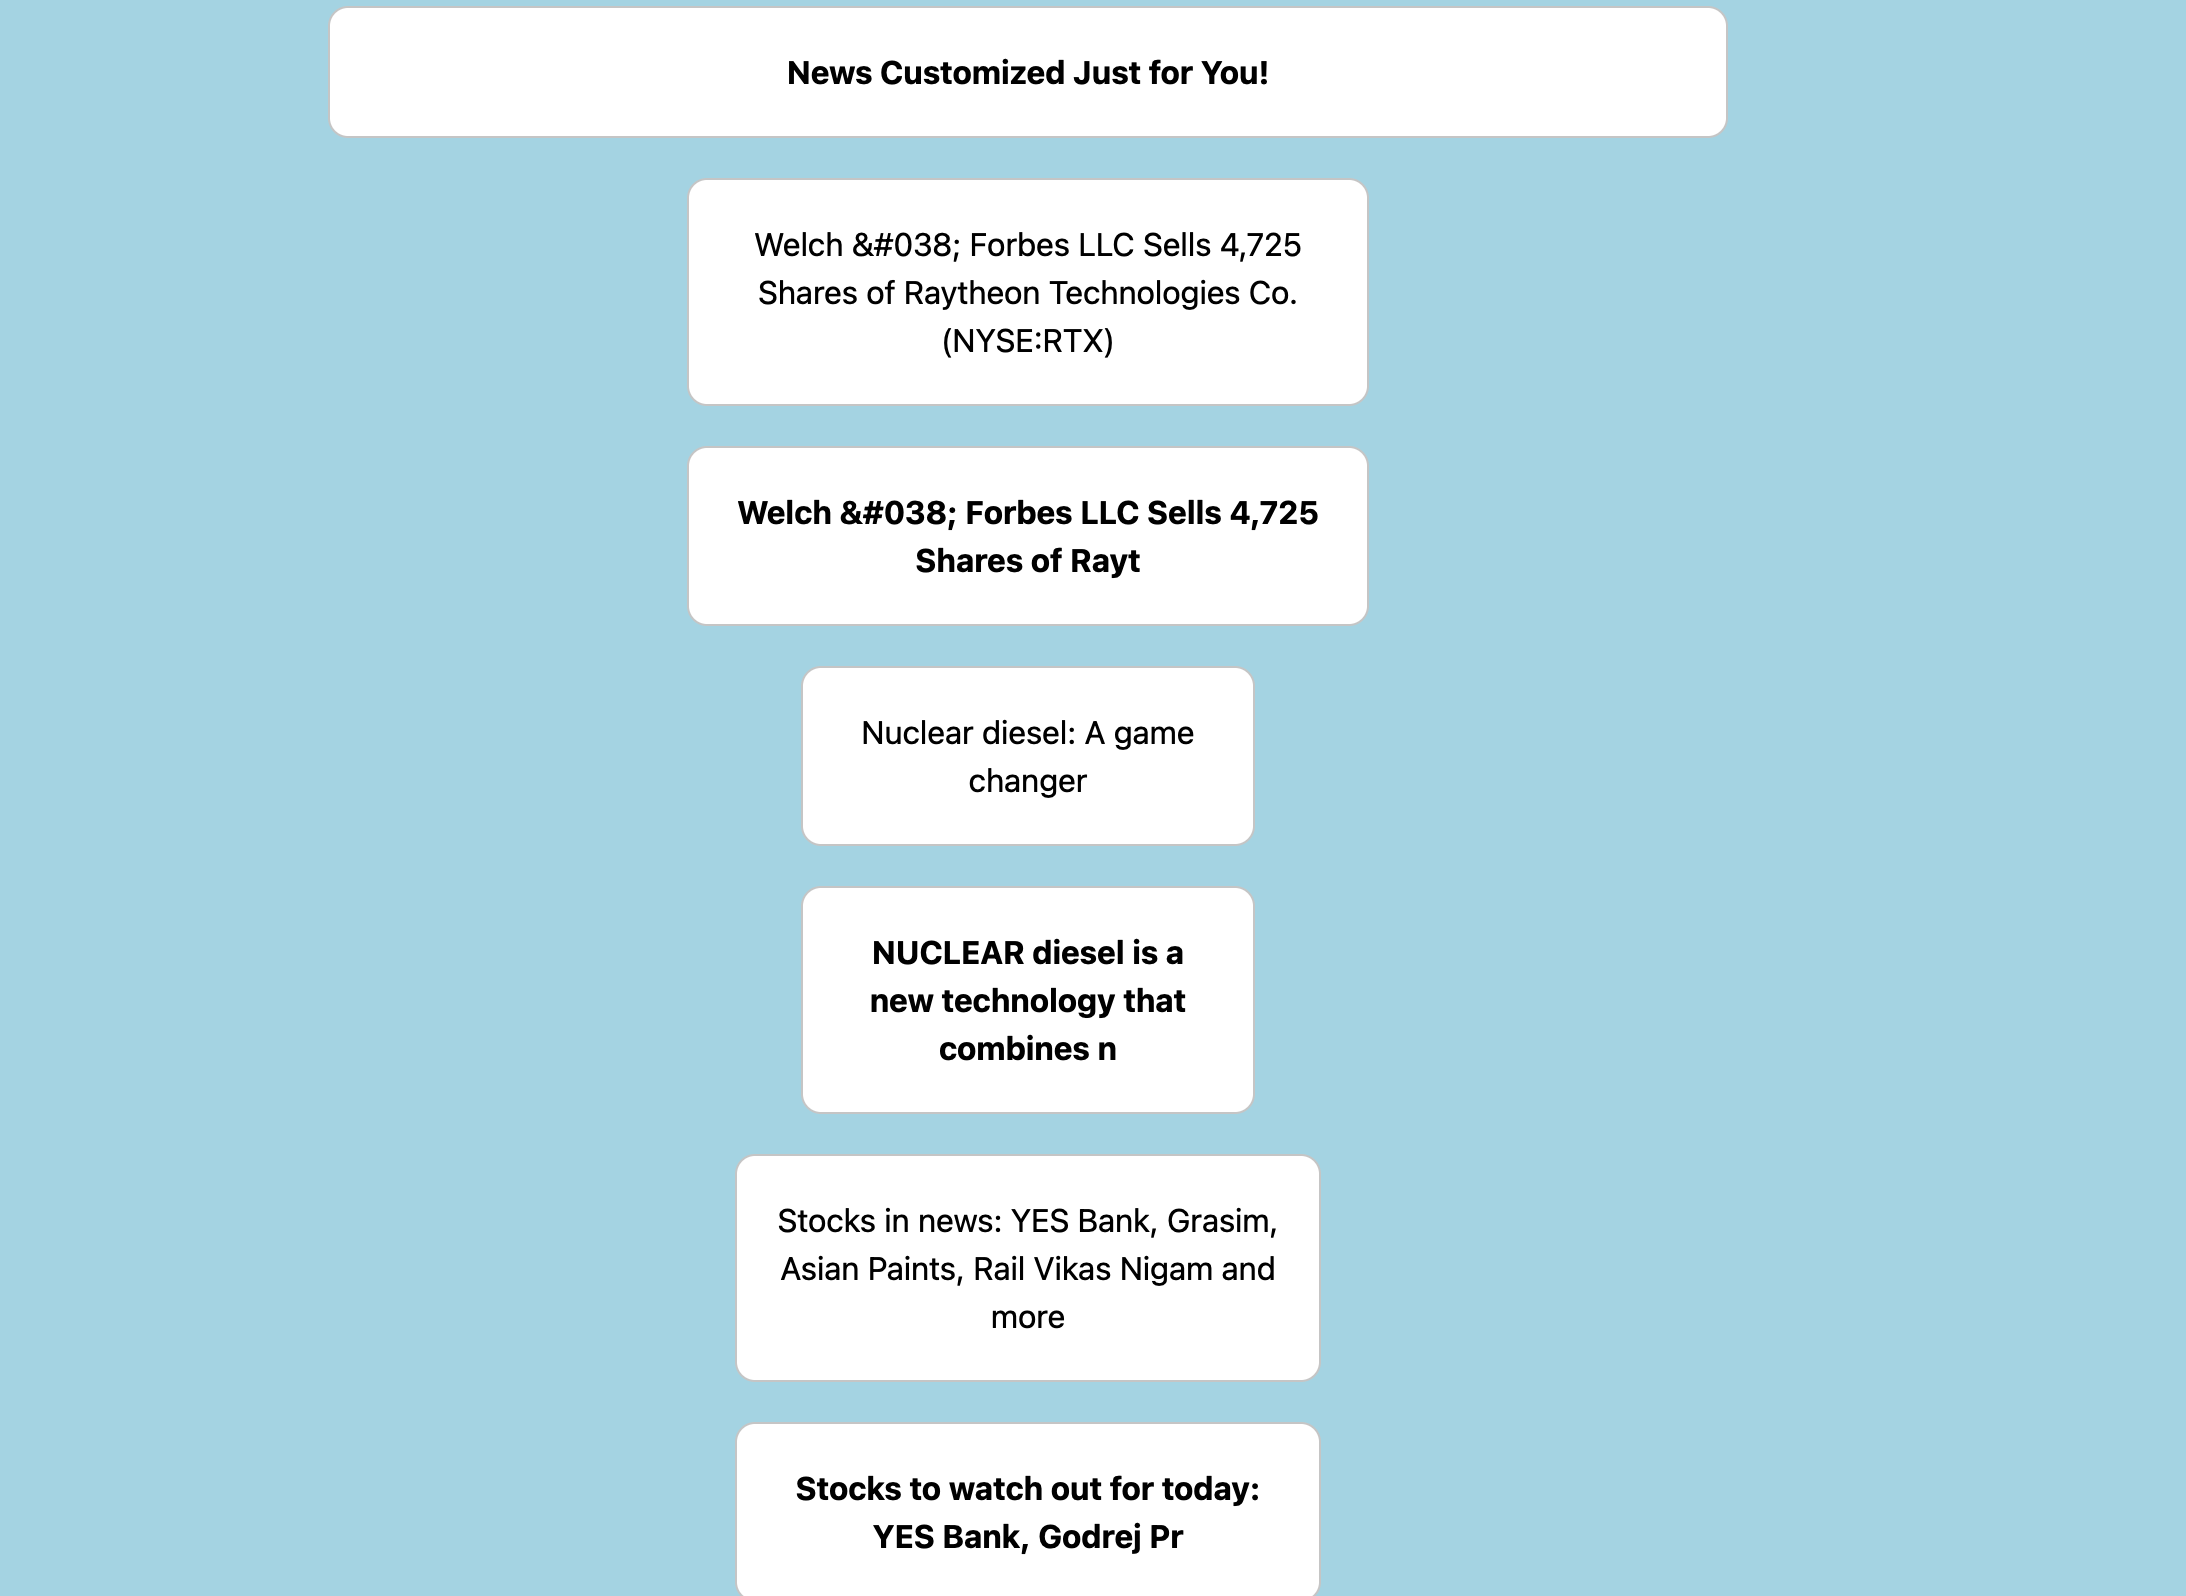 News Customized Just for You!
Welch &#038; Forbes LLC Sells 4,725
Shares of Raytheon Technologies Co.
(NYSE:RTX)
Welch &#038; Forbes LLC Sells 4,725
Shares of Rayt
Nuclear diesel: A game
changer
NUCLEAR diesel is a
new technology that
combines n
Stocks in news: YES Bank, Grasim,
Asian Paints, Rail Vikas Nigam and
more
Stocks to watch out for today:
YES Bank, Godrej Pr